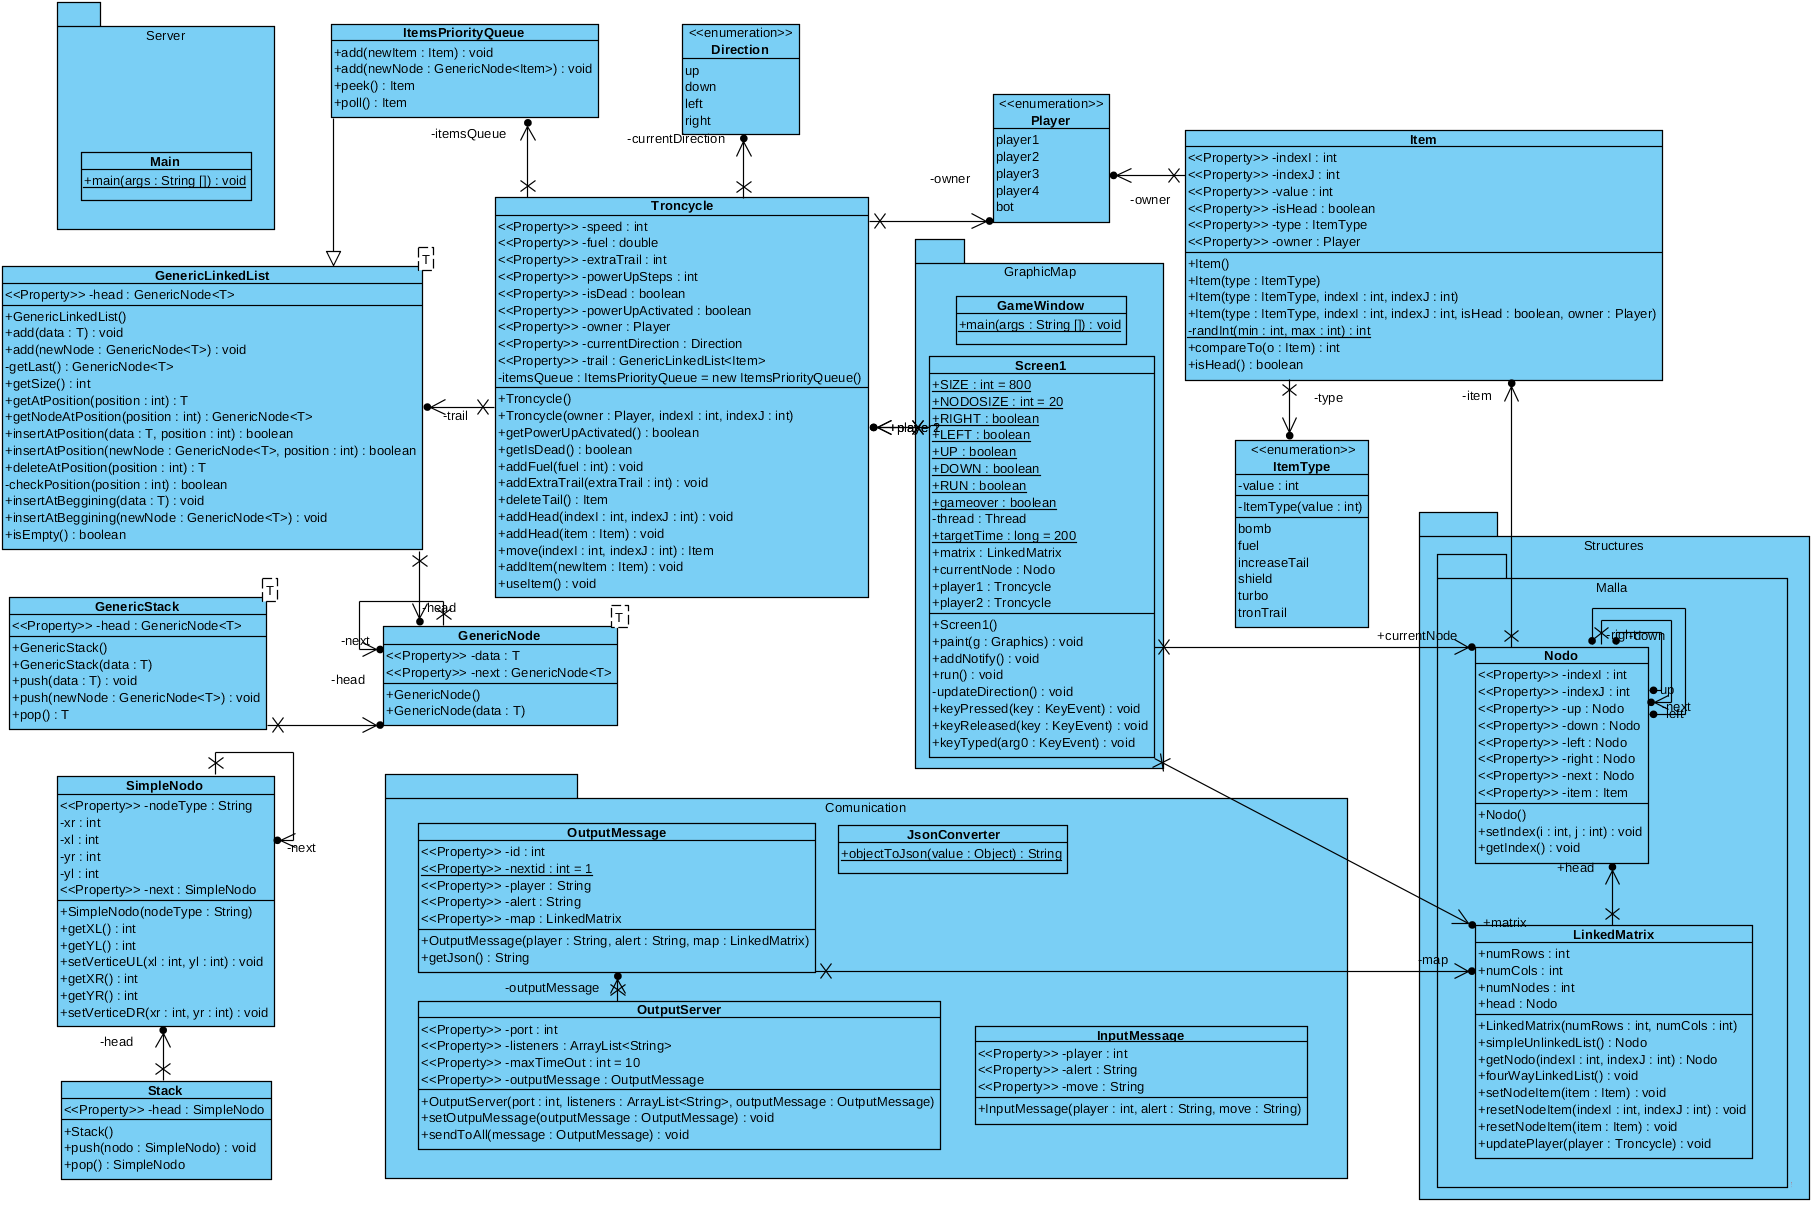 Server
Main
+main(args : String []) : void
ItemsPriorityQueue
+add(newItem : Item) : void
+add(newNode : GenericNode<Item>) : void
+peek() : Item
+poll() : Item
-itemsQueue
<<enumeration>>
Direction
up
down
left
right
-currentDirection
<<enumeration>>
Player
player1
player2
player3
player4
bot
-owner
-owner
Item
<<Property>> -indexI : int
<<Property>> -indexJ : int
<<Property>> -value : int
<<Property>> -isHead : boolean
<<Property>> -type : ItemType
<<Property>> -owner : Player
+Item()
+Item(type : ItemType)
+Item(type : ItemType, indexI : int, indexJ : int)
+Item(type : ItemType, indexI : int, indexJ : int, isHead : boolean, owner : Player)
-randInt(min : int, max : int) : int
+compareTo(o : Item) : int
+isHead() : boolean
-type
-item
T
GenericLinkedList
<<Property>> -head : GenericNode<T>
+GenericLinkedList()
+add(data : T) : void
+add(newNode : GenericNode<T>) : void
-getLast() : GenericNode<T>
+getSize() : int
+getAtPosition(position : int) : T
+getNodeAtPosition(position : int) : GenericNode<T>
+insertAtPosition(data : T, position : int) : boolean
+insertAtPosition(newNode : GenericNode<T>, position : int) : boolean
+deleteAtPosition(position : int) : T
-checkPosition(position : int) : boolean
+insertAtBeggining(data : T) : void
+insertAtBeggining(newNode : GenericNode<T>) : void
+isEmpty() : boolean
-trail
Troncycle
<<Property>> -speed : int
<<Property>> -fuel : double
<<Property>> -extraTrail : int
<<Property>> -powerUpSteps : int
<<Property>> -isDead : boolean
<<Property>> -powerUpActivated : boolean
<<Property>> -owner : Player
<<Property>> -currentDirection : Direction
<<Property>> -trail : GenericLinkedList<Item>
-itemsQueue : ItemsPriorityQueue = new ItemsPriorityQueue()
+Troncycle()
+Troncycle(owner : Player, indexI : int, indexJ : int)
+getPowerUpActivated() : boolean
+getIsDead() : boolean
+addFuel(fuel : int) : void
+addExtraTrail(extraTrail : int) : void
+deleteTail() : Item
+addHead(indexI : int, indexJ : int) : void
+addHead(item : Item) : void
+move(indexI : int, indexJ : int) : Item
+addItem(newItem : Item) : void
+useItem() : void
GraphicMap
GameWindow
+main(args : String []) : void
Screen1
+SIZE : int = 800
+NODOSIZE : int = 20
+RIGHT : boolean
+LEFT : boolean
+UP : boolean
+DOWN : boolean
+RUN : boolean
+gameover : boolean
-thread : Thread
+targetTime : long = 200
+matrix : LinkedMatrix
+currentNode : Nodo
+player1 : Troncycle
+player2 : Troncycle
+Screen1()
+paint(g : Graphics) : void
+addNotify() : void
+run() : void
-updateDirection() : void
+keyPressed(key : KeyEvent) : void
+keyReleased(key : KeyEvent) : void
+keyTyped(arg0 : KeyEvent) : void
<<enumeration>>
ItemType
-value : int
-ItemType(value : int)
bomb
fuel
increaseTail
shield
turbo
tronTrail
T
GenericStack
<<Property>> -head : GenericNode<T>
+GenericStack()
+GenericStack(data : T)
+push(data : T) : void
+push(newNode : GenericNode<T>) : void
+pop() : T
-head
-next
-head
T
GenericNode
<<Property>> -data : T
<<Property>> -next : GenericNode<T>
+GenericNode()
+GenericNode(data : T)
SimpleNodo
<<Property>> -nodeType : String
-xr : int
-xl : int
-yr : int
-yl : int
<<Property>> -next : SimpleNodo
+SimpleNodo(nodeType : String)
+getXL() : int
+getYL() : int
+setVerticeUL(xl : int, yl : int) : void
+getXR() : int
+getYR() : int
+setVerticeDR(xr : int, yr : int) : void
-next
-head
Stack
<<Property>> -head : SimpleNodo
+Stack()
+push(nodo : SimpleNodo) : void
+pop() : SimpleNodo
Comunication
OutputMessage
<<Property>> -id : int
<<Property>> -nextid : int = 1
<<Property>> -player : String
<<Property>> -alert : String
<<Property>> -map : LinkedMatrix
+OutputMessage(player : String, alert : String, map : LinkedMatrix)
+getJson() : String
JsonConverter
+objectToJson(value : Object) : String
-outputMessage
OutputServer
<<Property>> -port : int
<<Property>> -listeners : ArrayList<String>
<<Property>> -maxTimeOut : int = 10
<<Property>> -outputMessage : OutputMessage
+OutputServer(port : int, listeners : ArrayList<String>, outputMessage : OutputMessage)
+setOutpuMessage(outputMessage : OutputMessage) : void
+sendToAll(message : OutputMessage) : void
InputMessage
<<Property>> -player : int
<<Property>> -alert : String
<<Property>> -move : String
+InputMessage(player : int, alert : String, move : String)
Structures
Malla
+currentNode
-right
-down
up
next
left
Nodo
<<Property>> -indexI : int
<<Property>> -indexJ : int
<<Property>> -up : Nodo
<<Property>> -down : Nodo
<<Property>> -left : Nodo
<<Property>> -right : Nodo
<<Property>> -next : Nodo
<<Property>> -item : Item
+Nodo()
+setIndex(i : int, j : int) : void
+getIndex() : void
+head
+matrix
-map
LinkedMatrix
+numRows : int
+numCols : int
+numNodes : int
+head : Nodo
+LinkedMatrix(numRows : int, numCols : int)
+simpleUnlinkedList() : Nodo
+getNodo(indexI : int, indexJ : int) : Nodo
+fourWayLinkedList() : void
+setNodeItem(item : Item) : void
+resetNodeItem(indexI : int, indexJ : int) : void
+resetNodeItem(item : Item) : void
+updatePlayer(player : Troncycle) : void